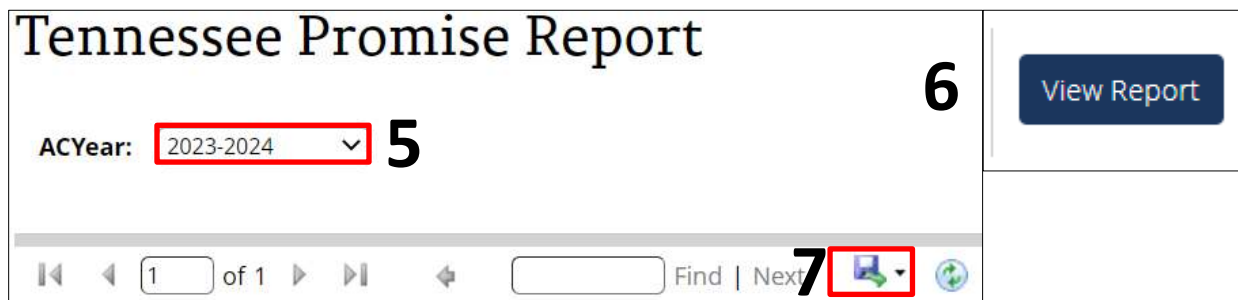 Tennessee Promise Report
6
View Report
ACYear: 2023-2024 5
1 of 1 Find | Next 7